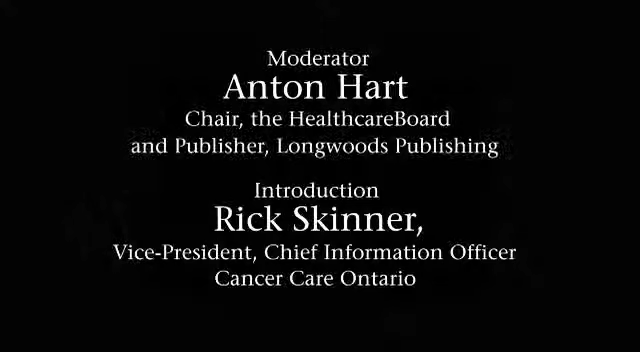 Moderator
Anton Hart
Chair, the HealthcareBoard
and Publisher, Longwoods Publishing
Introduction
Rick Skinner,
Vice-President, Chief Information Officer
Cancer Care Ontario